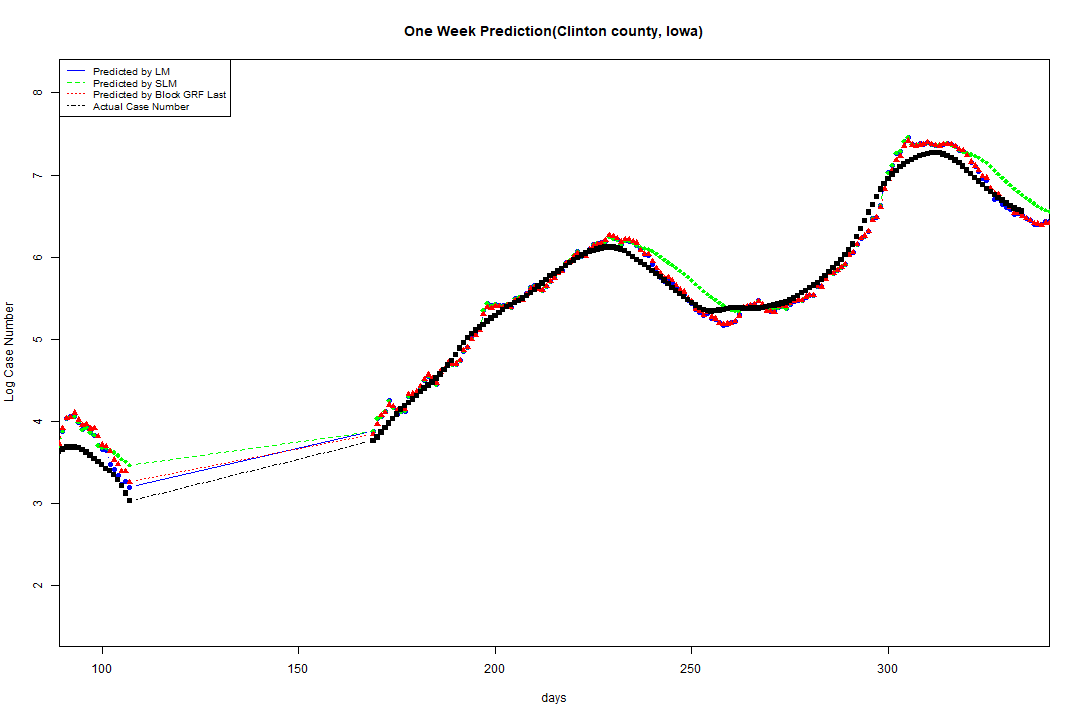 One Week Prediction(Clinton county, Iowa)
Predicted by LM
Predicted by SLM
Predicted by Block GRF Last
Actual Case Number
8
7
6
5
4
3
2
Log Case Number
100 150 200 250 300
days